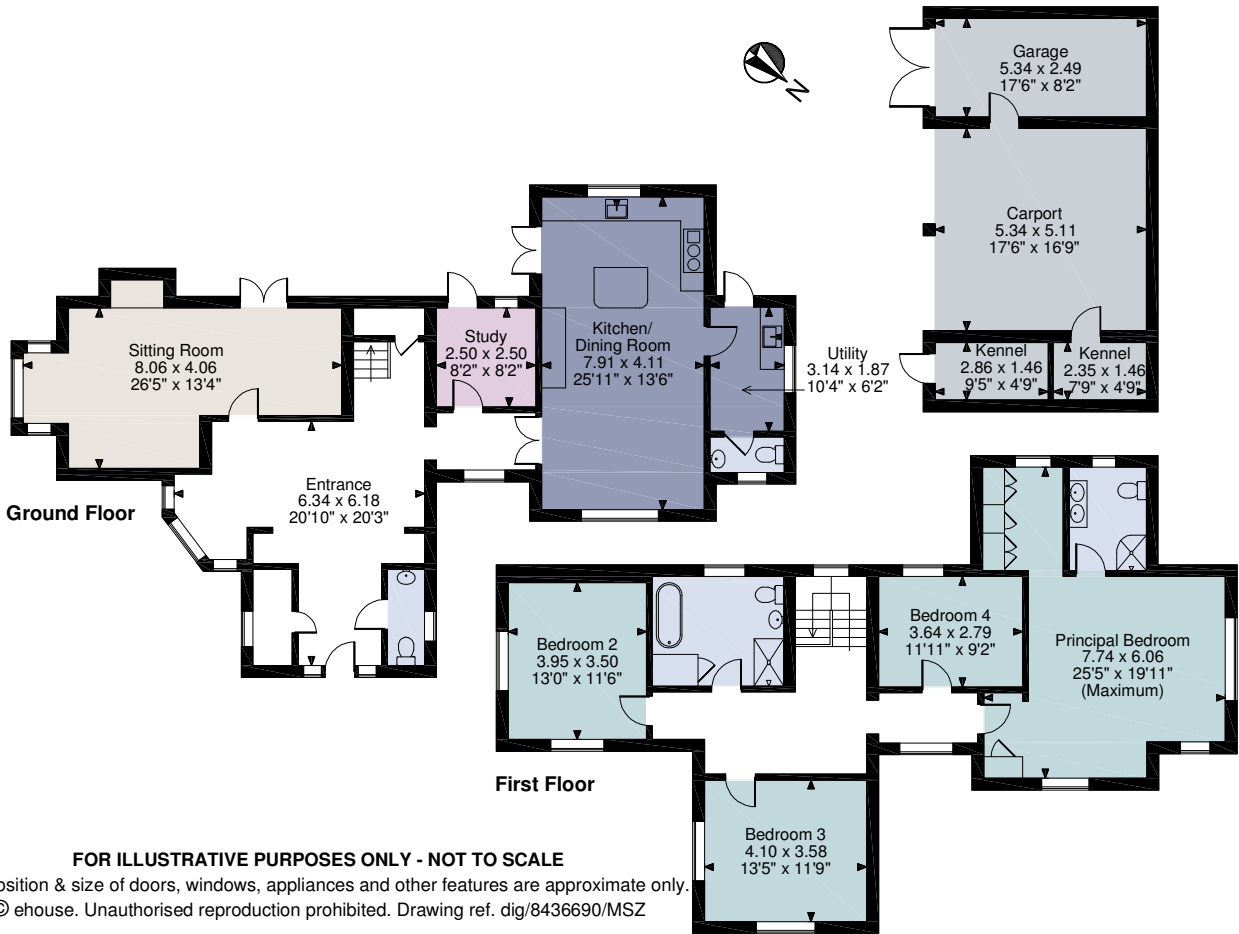 Garage
5.34 x 2.49
17'6" x 8'2"
N
Carport
5.34 x 5.11
17'6" x 16'9"
Kennel
2.86 x 1.46
9'5" x 4'9"
Kennel
2.35 x 1.46
7'9" x 4'9"
Sitting Room
8.06 x 4.06
26'5" x 13'4"
Study
2.50 x 2.50
8'2" x 8'2"
Kitchen/
Dining Room
7.91 x 4.11
25'11" x 13'6"
Utility
3.14 x 1.87
10'4" x 6'2"
Entrance
6.34 x 6.18
20'10" x 20'3"
Ground Floor
Bedroom 2
3.95 x 3.50
13'0" x 11'6"
Bedroom 4
3.64 x 2.79
11'11" x 9'2"
Principal Bedroom
7.74 x 6.06
25'5" x 19'11"
(Maximum)
First Floor
Bedroom 3
4.10 x 3.58
13'5" x 11'9"
FOR ILLUSTRATIVE PURPOSES ONLY - NOT TO SCALE
osition & size of doors, windows, appliances and other features are approximate only.
© ehouse. Unauthorised reproduction prohibited. Drawing ref. dig/8436690/MSZ